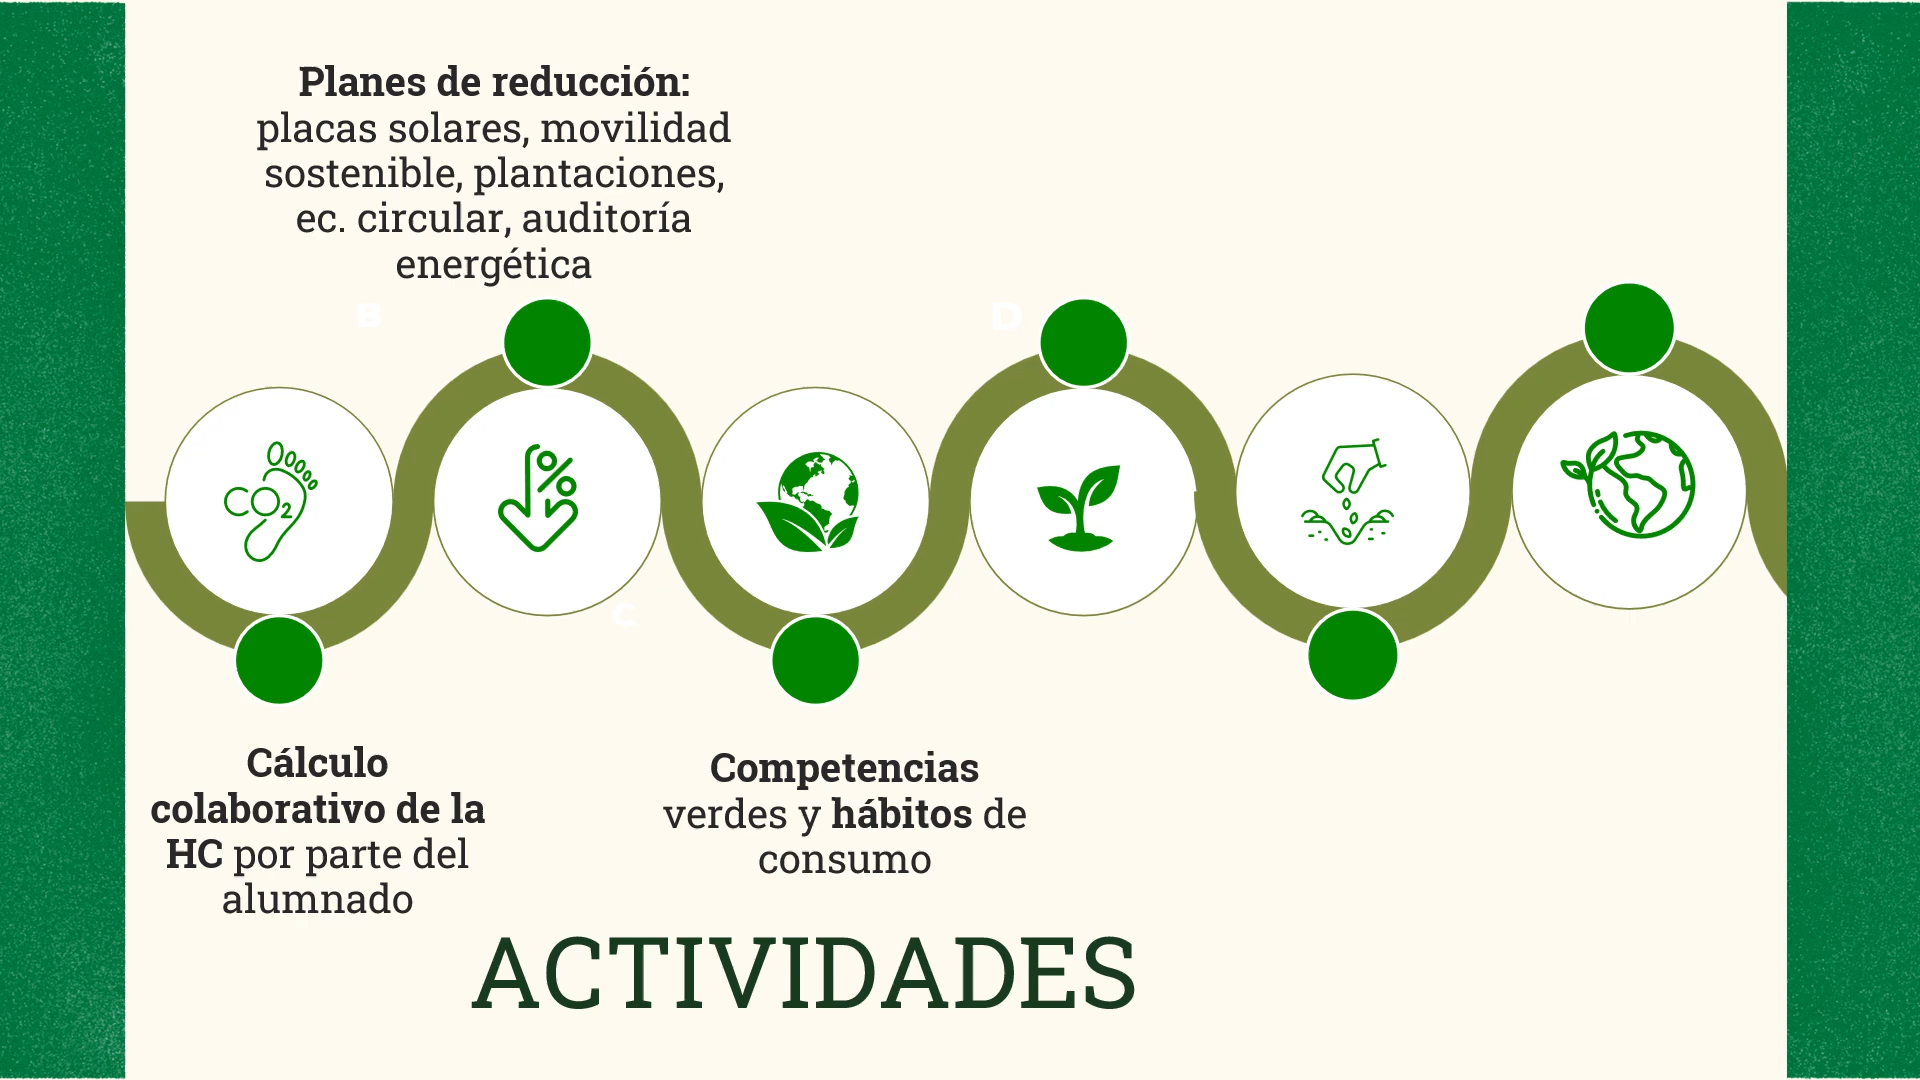 Planes de reducción:
placas solares, movilidad
sostenible, plantaciones,
ec. circular, auditoría
energética
B
D
CO2
%
C
Cálculo
colaborativo de la
HC por parte del
alumnado
Competencias
verdes y hábitos de
consumo
ACTIVIDADES